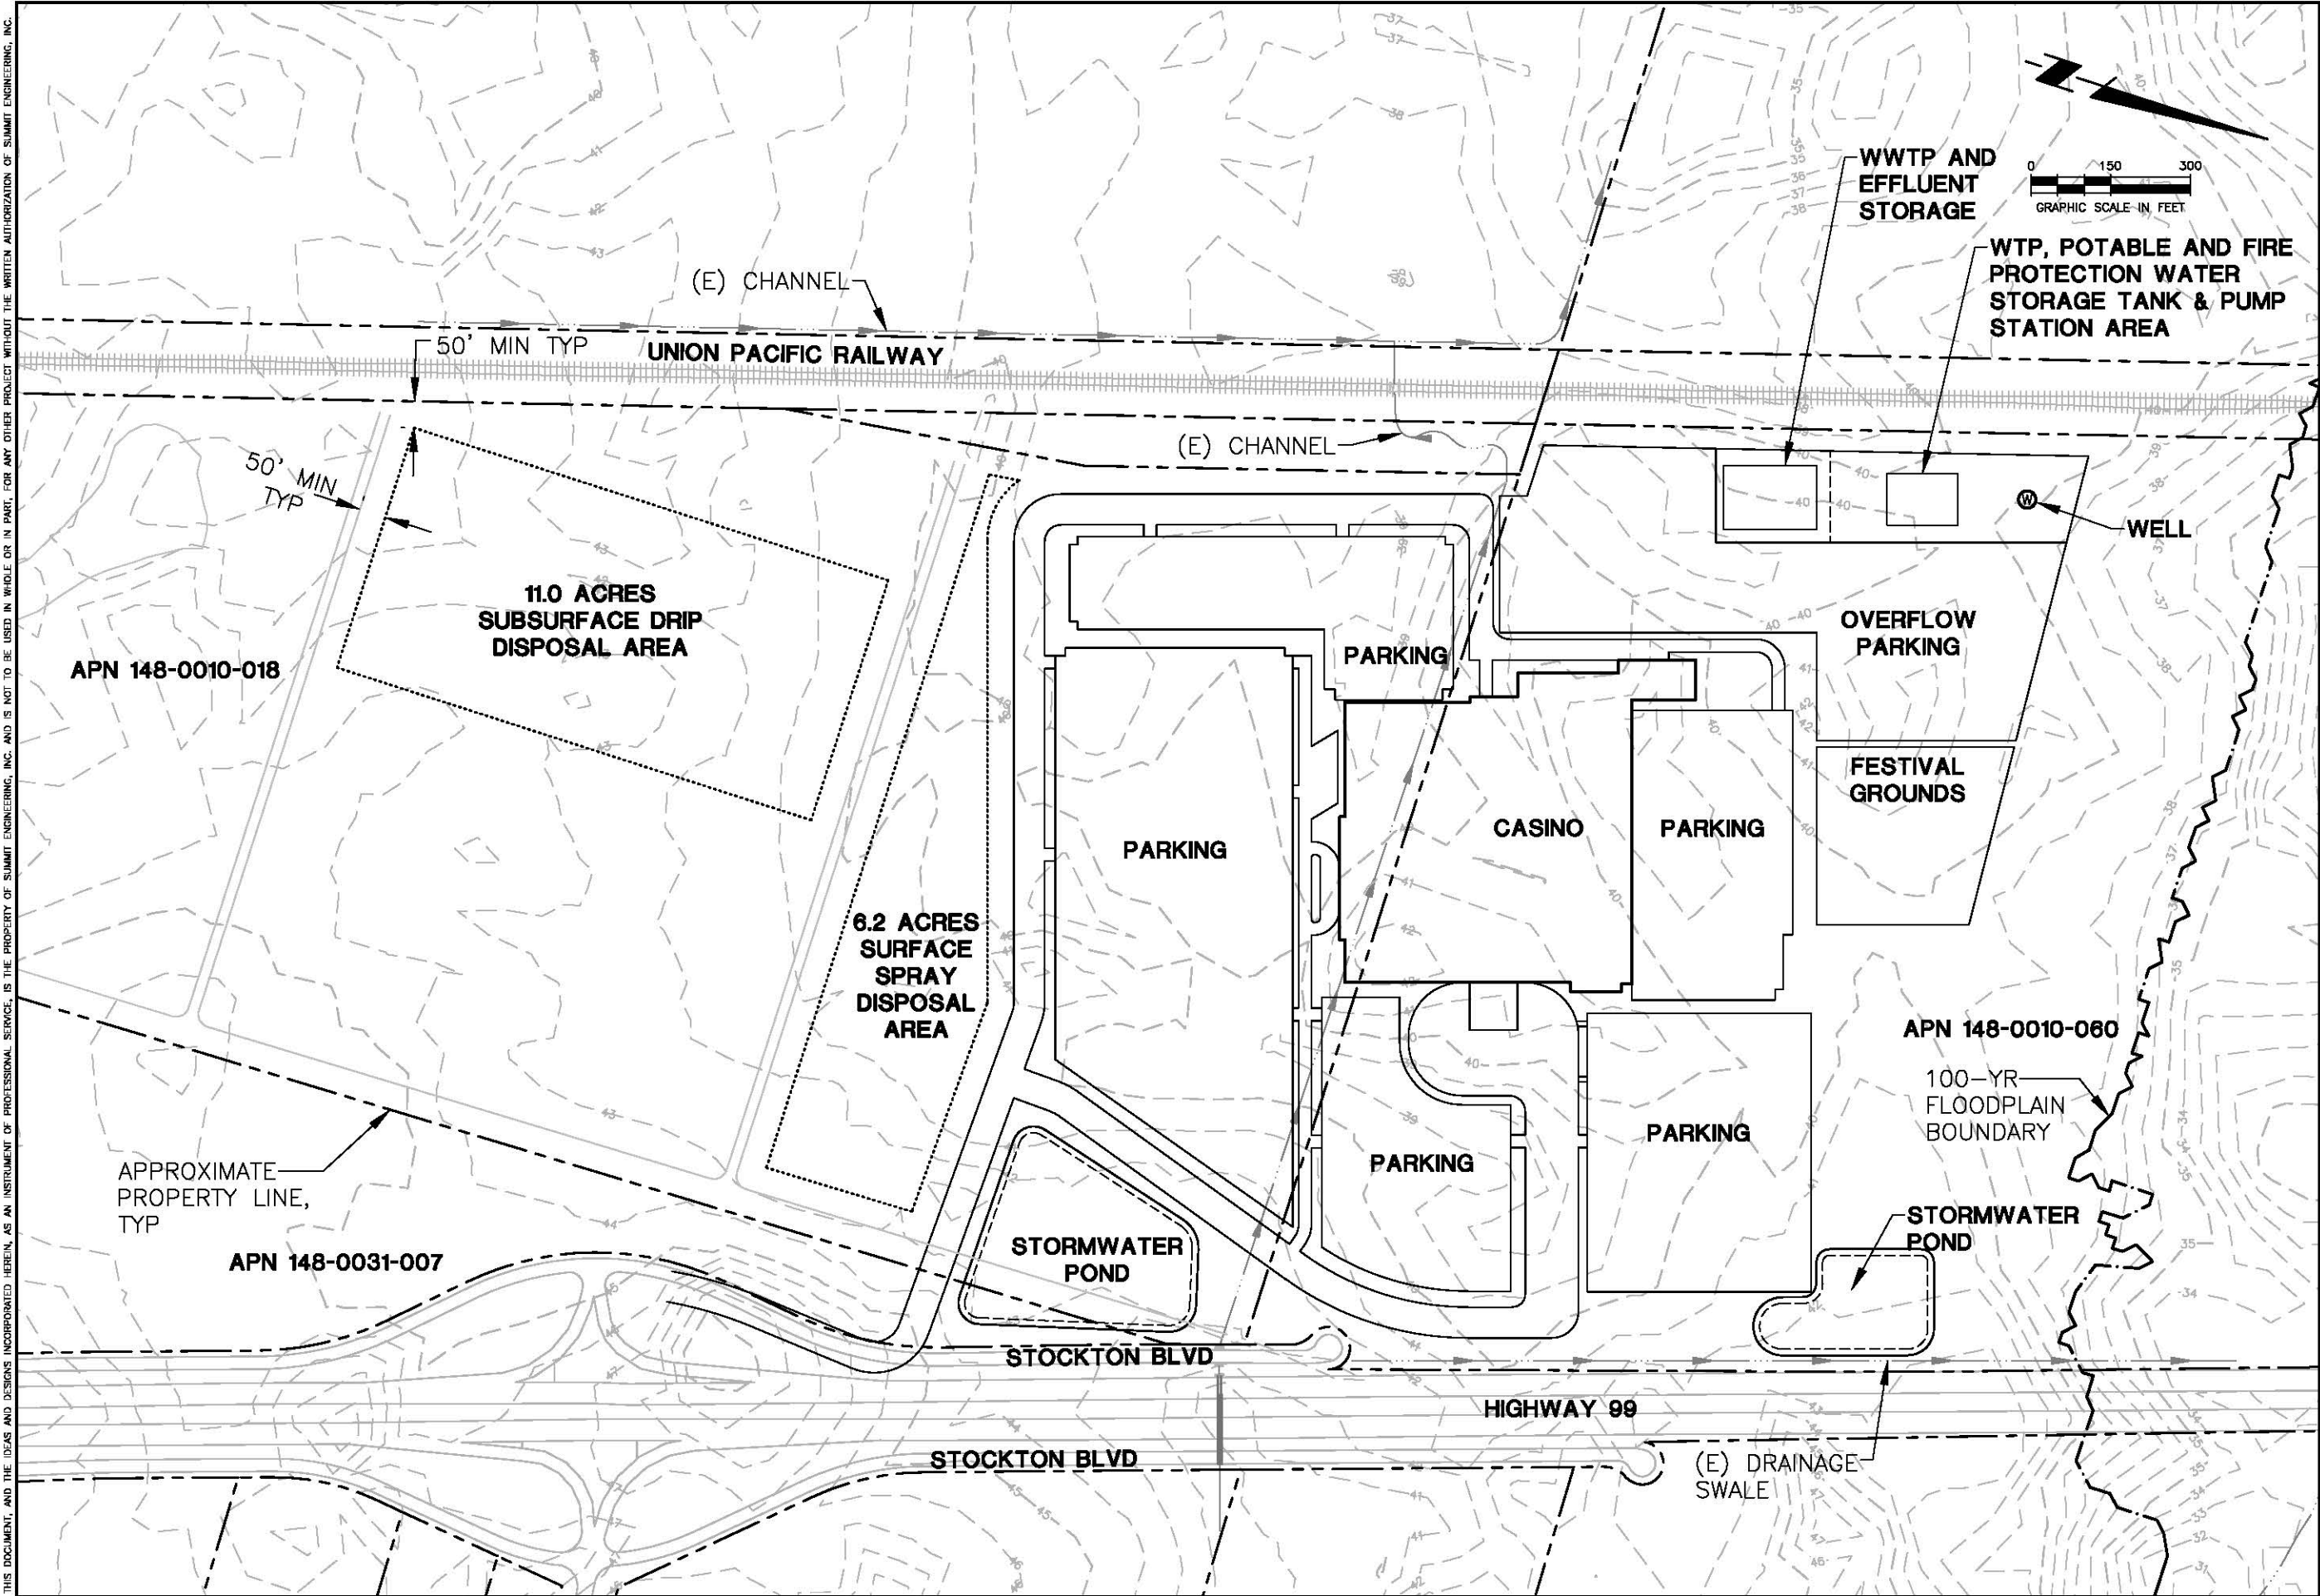 THIS DOCUMENT, AND THE IDEAS AND DESIGNS INCORPORATED HEREIN, AS AN INSTRUMENT OF PROFESSIONAL SERVICE, IS THE PROPERTY OF SUMMIT ENGINEERING, INC. AND IS NOT TO BE USED IN WHOLE OR IN PART, FOR ANY OTHER PROJECT WITHOUT THE WRITTEN AUTHORIZATION OF SUMMIT ENGINEERING, INC.
WWTP AND
EFFLUENT
STORAGE
0 150 300
GRAPHIC SCALE IN FEET
WTP, POTABLE AND FIRE
PROTECTION WATER
STORAGE TANK & PUMP
STATION AREA
(E) CHANNEL
50' MIN TYP
UNION PACIFIC RAILWAY
(E) CHANNEL
50' MIN
TYP
W
WELL
11.0 ACRES
SUBSURFACE DRIP
DISPOSAL AREA
APN 148-0010-018
PARKING
OVERFLOW
PARKING
FESTIVAL
GROUNDS
PARKING
CASINO
PARKING
6.2 ACRES
SURFACE
SPRAY
DISPOSAL
AREA
APN 148-0010-060
100-YR
FLOODPLAIN
BOUNDARY
PARKING
PARKING
APPROXIMATE
PROPERTY LINE,
TYP
STORMWATER
POND
STORMWATER
POND
APN 148-0031-007
STOCKTON BLVD
HIGHWAY 99
STOCKTON BLVD
(E) DRAINAGE
SWALE